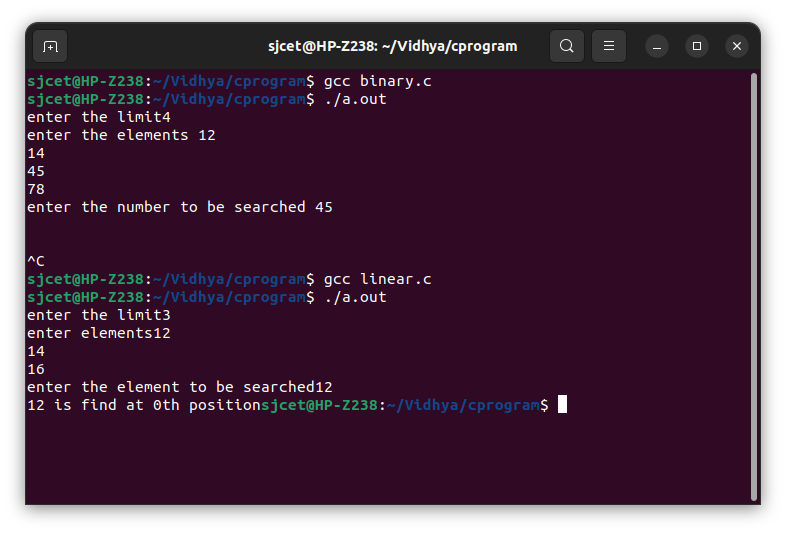 sjcet@HP-Z238: ~/Vidhya/cprogram
sjcet@HP-Z238:~/Vidhya/cprogram$ gcc binary.c
sjcet@HP-Z238:~/Vidhya/cprogram$ ./a.out
enter the limit4
enter the elements 12
14
45
78
enter the number to be searched 45
^C
sjcet@HP-Z238:~/Vidhya/cprogram$ gcc linear.c
sjcet@HP-Z238:~/Vidhya/cprogram$ ./a.out
enter the limit3
enter elements12
14
16
enter the element to be searched12
12 is find at 0th positionsjcet@HP-Z238:~/Vidhya/cprogram$